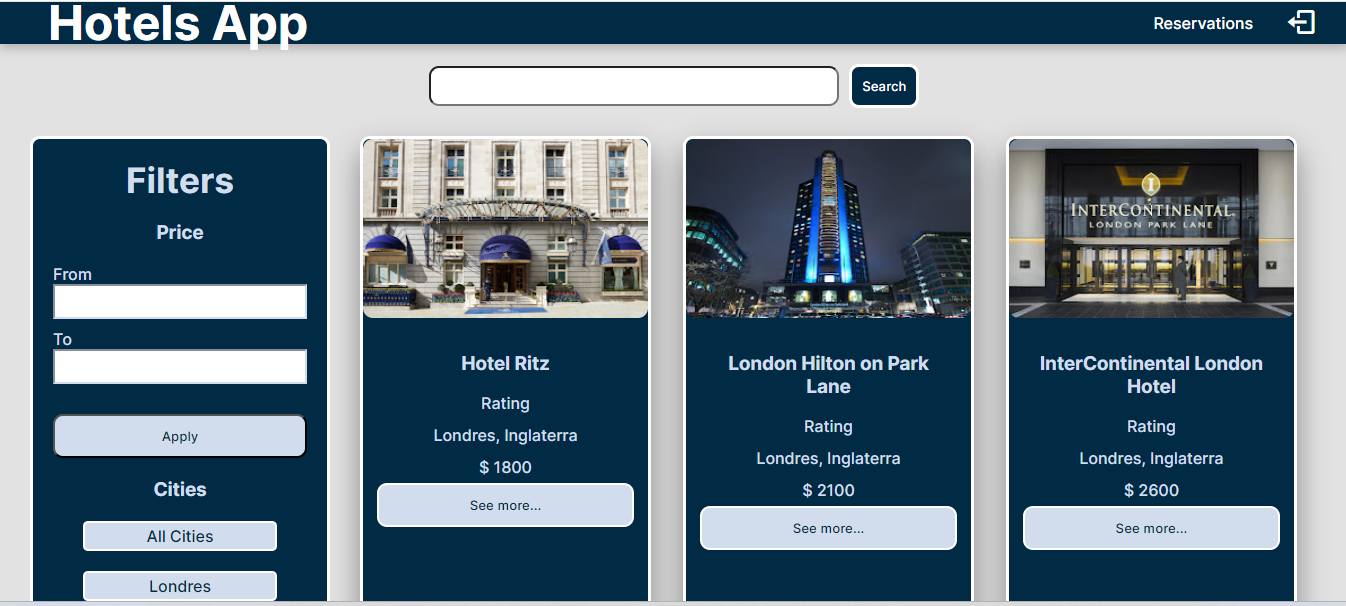 Hotels App
Reservations
Search
Filters
Price
From
To
Apply
Cities
All Cities
Londres
Hotel Ritz
Rating
Londres, Inglaterra
$ 1800
See more...
London Hilton on Park
Lane
Rating
Londres, Inglaterra
$ 2100
See more...
INTERCONTINENTAL
LONDON PARK LANE
InterContinental London
Hotel
Rating
Londres, Inglaterra
$ 2600
See more...